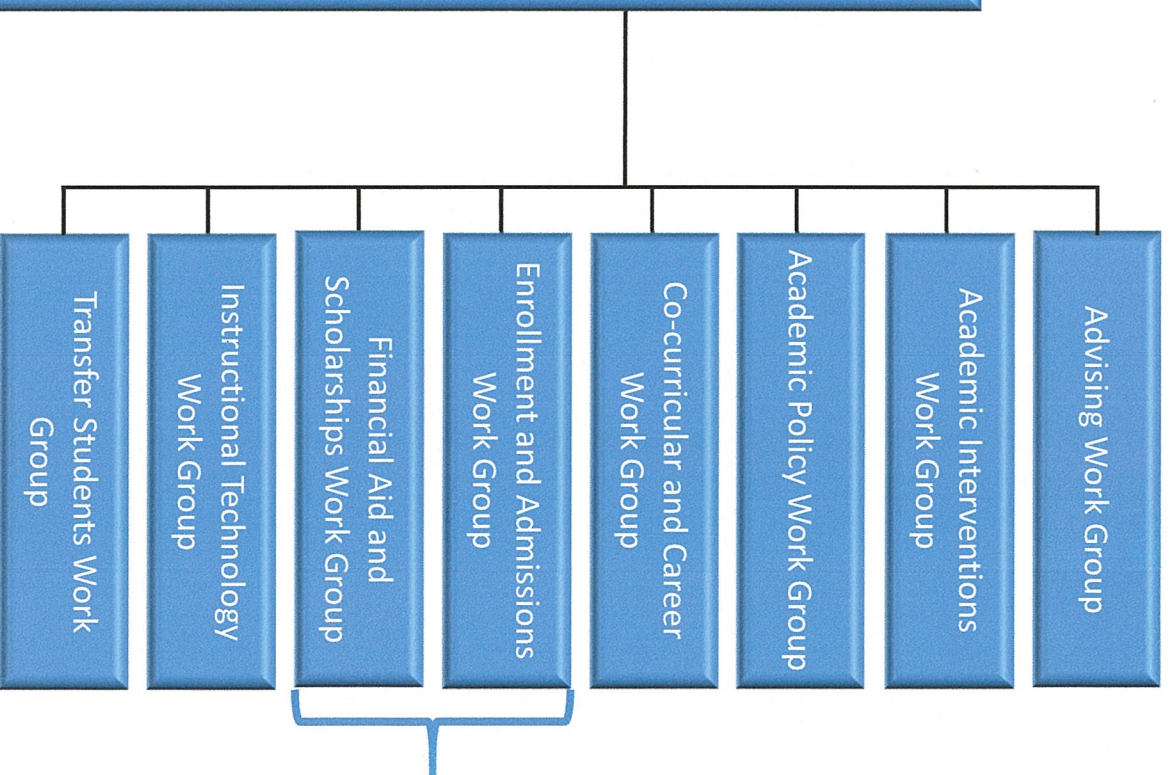 Advising Work Group
Academic Interventions
Work Group
Academic Policy Work Group
Co-curricular and Career
Work Group
Enrollment and Admissions
Work Group
Financial Aid and
Scholarships Work Group
Instructional Technology
Work Group
Transfer Students Work
Group